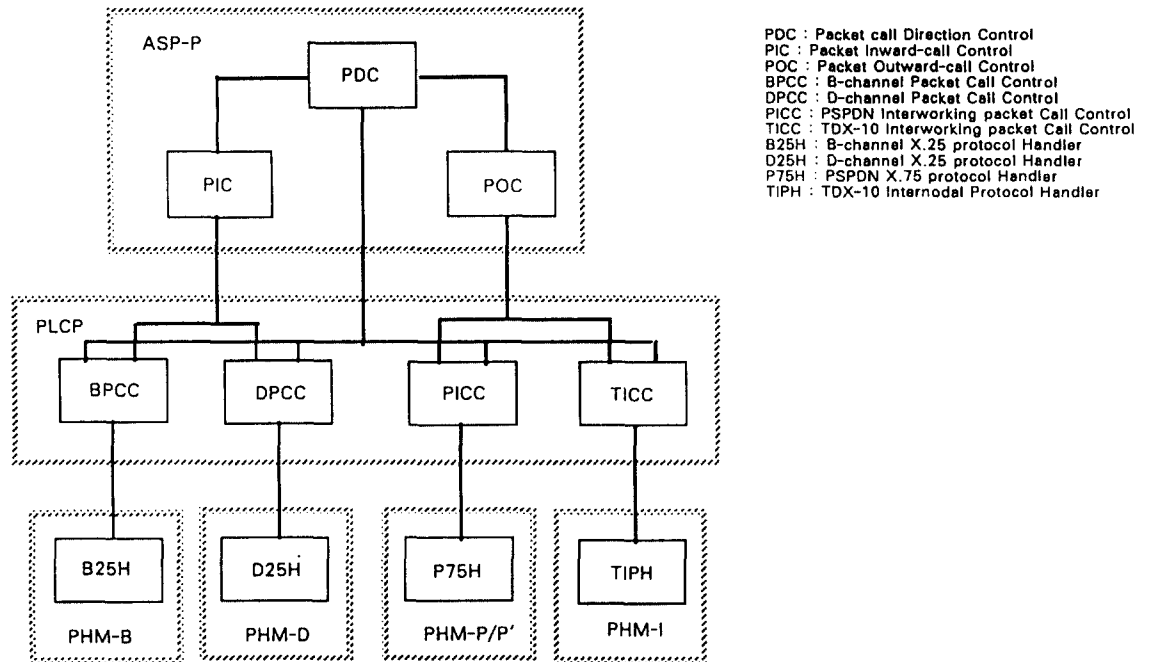 ASP-P
PDC
PIC
POC
PDC : Packet call Direction Control
PIC : Packet Inward-call Control
POC : Packet Outward-call Control
BPCC : B-channel Packet Call Control
DPCC : D-channel Packet Call Control
PICC : PSPDN Interworking packet Call Control
TICC : TDX-10 Interworking packet Call Control
B25H : B-channel X.25 protocol Handler
D25H : D-channel X.25 protocol Handler
P75H : PSPDN X.75 protocol Handler
TIPH : TDX-10 Internodal Protocol Handler
PLCP
BPCC
DPCC
PICC
TICC
B25H
D25H
P75H
TIPH
PHM-B
PHM-D
PHM-P/P′
PHM-I